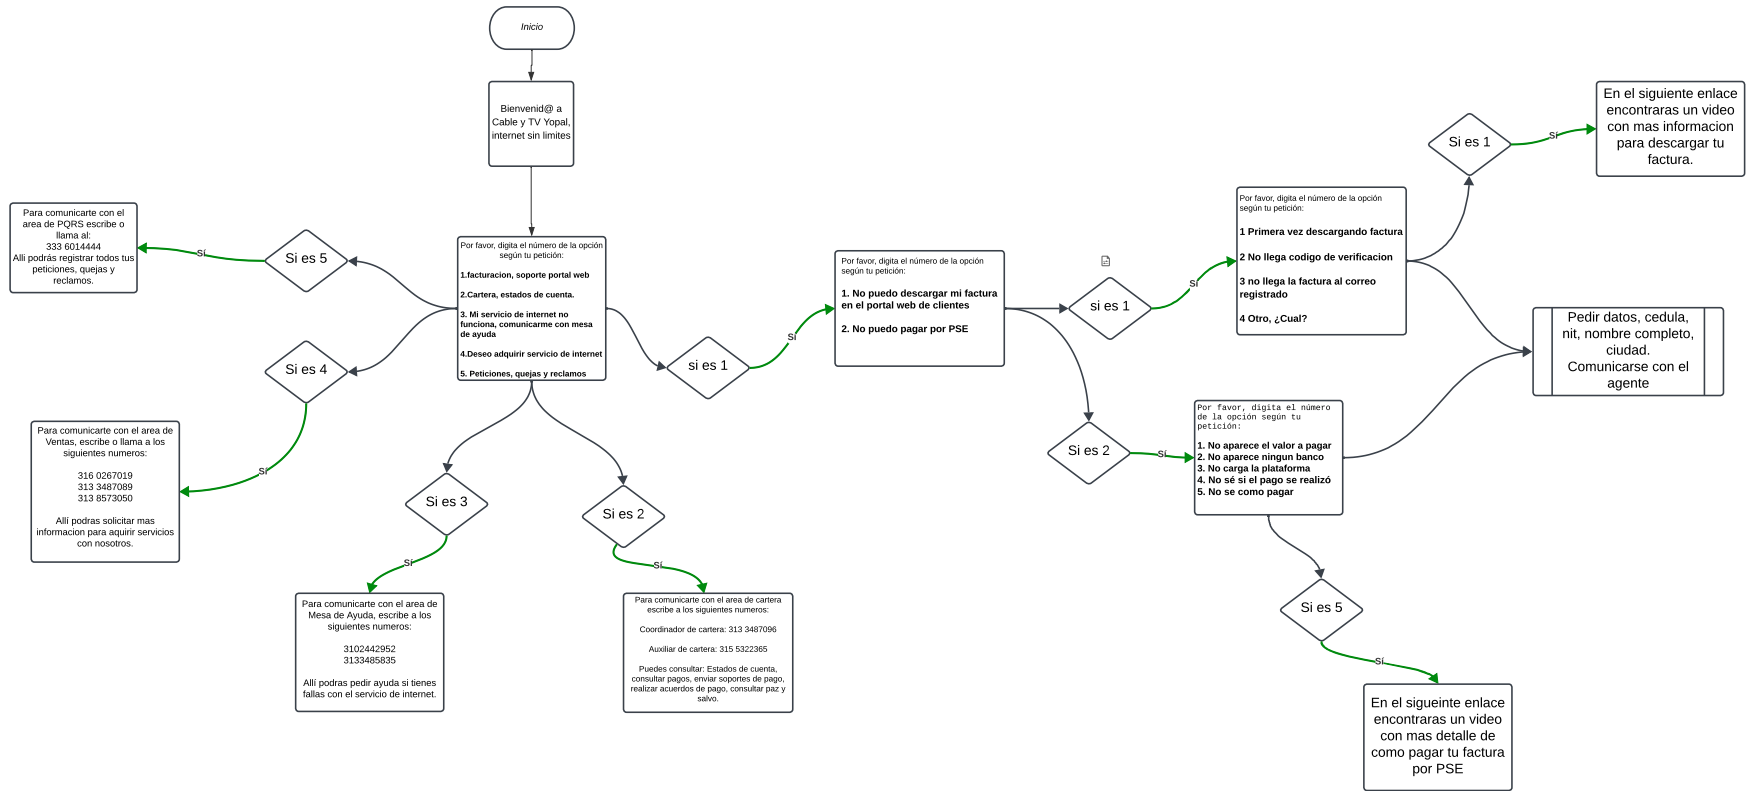 Inicio
Bienvenid@ a
Cable y TV Yopal,
internet sin limites
Por favor, digita el número de la opción
según tu petición:
1.facturacion, soporte portal web
2.Cartera, estados de cuenta.
3. Mi servicio de internet no
funciona, comunicarme con mesa
de ayuda
4.Deseo adquirir servicio de internet
5. Peticiones, quejas y reclamos
Si es 5
Sí
Para comunicarte con el
area de PQRS escribe o
llama al:
333 6014444
Alli podrás registrar todos tus
peticiones, quejas y
reclamos.
Si es 4
Sí
Para comunicarte con el area de
Ventas, escribe o llama a los
siguientes numeros:
316 0267019
313 3487089
313 8573050
Allí podras solicitar mas
informacion para aquirir servicios
con nosotros.
Si es 3
Sí
Para comunicarte con el area de
Mesa de Ayuda, escribe a los
siguientes numeros:
3102442952
3133485835
Allí podras pedir ayuda si tienes
fallas con el servicio de internet.
Si es 2
Sí
Para comunicarte con el area de cartera
escribe a los siguientes numeros:
Coordinador de cartera: 313 3487096
Auxiliar de cartera: 315 5322365
Puedes consultar: Estados de cuenta,
consultar pagos, enviar soportes de pago,
realizar acuerdos de pago, consultar paz y
salvo.
si es 1
Sí
Por favor, digita el número de la opción
según tu petición:
1. No puedo descargar mi factura
en el portal web de clientes
2. No puedo pagar por PSE
si es 1
Sí
Por favor, digita el número de la opción
según tu petición:
1 Primera vez descargando factura
2 No llega codigo de verificacion
3 no llega la factura al correo
registrado
4 Otro, ¿Cual?
Si es 1
Sí
En el siguiente enlace
encontraras un video
con mas informacion
para descargar tu
factura.
Pedir datos, cedula,
nit, nombre completo,
ciudad.
Comunicarse con el
agente
Si es 2
Sí
Por favor, digita el número
de la opción según tu
petición:
1. No aparece el valor a pagar
2. No aparece ningun banco
3. No carga la plataforma
4. No sé si el pago se realizó
5. No se como pagar
Si es 5
Sí
En el sigueinte enlace
encontraras un video
con mas detalle de
como pagar tu factura
por PSE